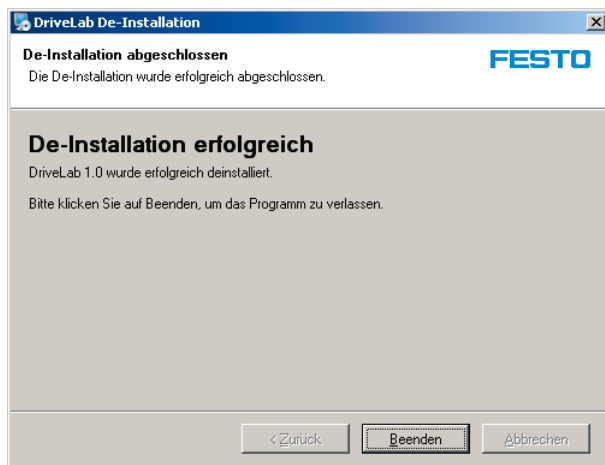 DriveLab De-Installation
De-Installation abgeschlossen
Die De-Installation wurde erfolgreich abgeschlossen.
FESTO
De-Installation erfolgreich
DriveLab 1.0 wurde erfolgreich deinstalliert.
Bitte klicken Sie auf Beenden, um das Programm zu verlassen.
< Zurück
Beenden
Abbrechen